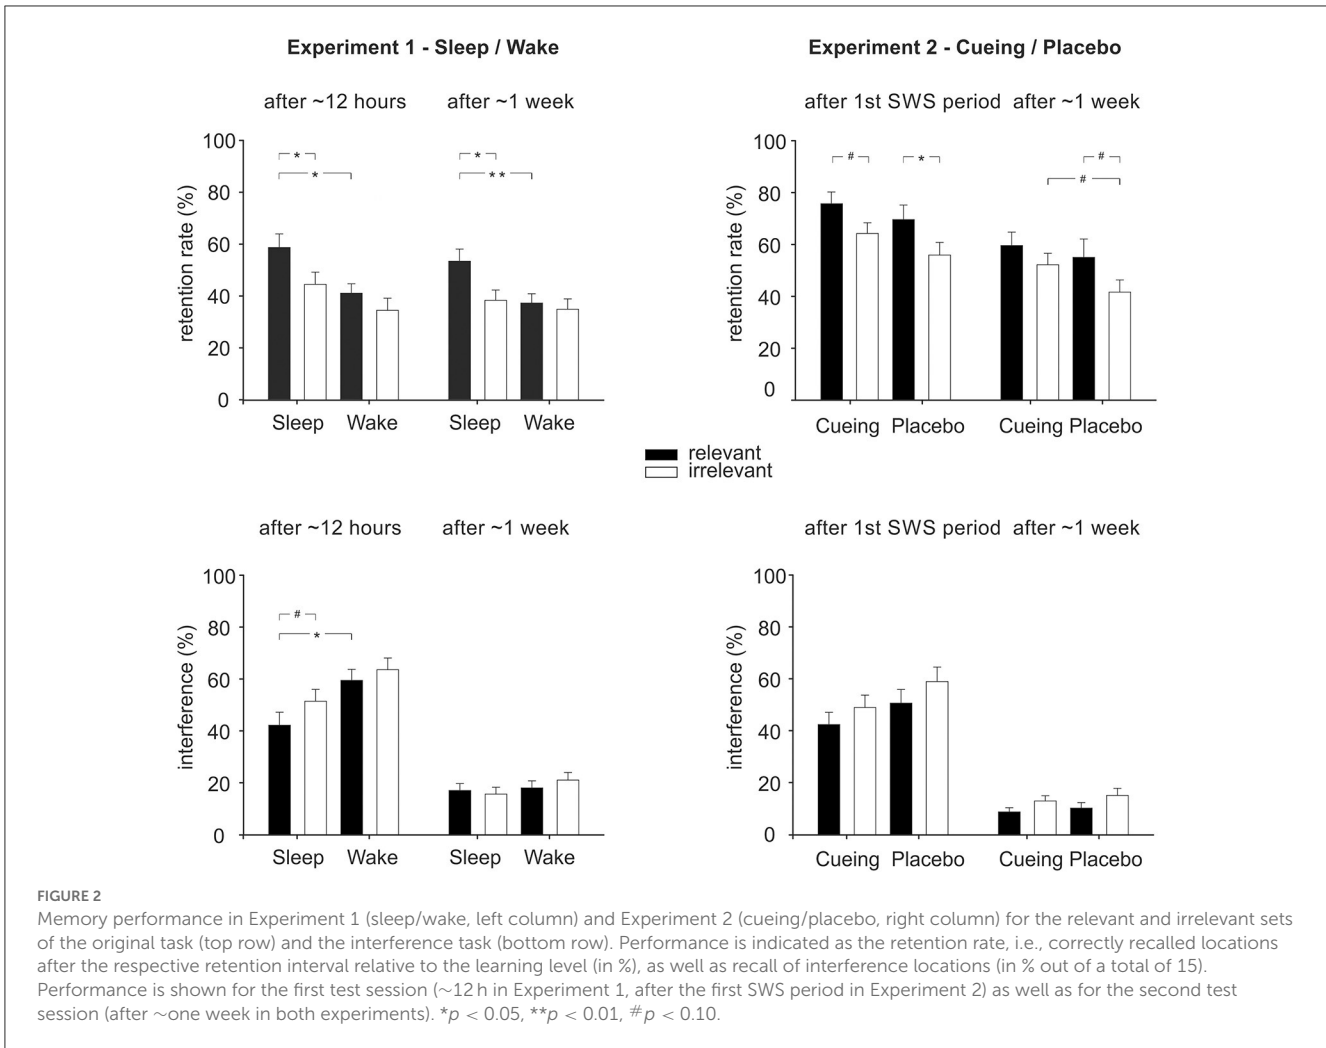 Experiment 1 - Sleep / Wake
Experiment 2 - Cueing / Placebo
after ~12 hours
after ~1 week
100
80
60
40
20
0
retention rate (%)
*
*
*
**
Sleep
Wake
Sleep
Wake
after 1st SWS period
after ~1 week
100
80
60
40
20
0
retention rate (%)
#
*
#
#
Cueing
Placebo
Cueing
Placebo
relevant
irrelevant
after ~12 hours
after ~1 week
100
80
60
40
20
0
interference (%)
#
*
Sleep
Wake
Sleep
Wake
after 1st SWS period
after ~1 week
100
80
60
40
20
0
interference (%)
Cueing
Placebo
Cueing
Placebo
FIGURE 2
Memory performance in Experiment 1 (sleep/wake, left column) and Experiment 2 (cueing/placebo, right column) for the relevant and irrelevant sets
of the original task (top row) and the interference task (bottom row). Performance is indicated as the retention rate, i.e., correctly recalled locations
after the respective retention interval relative to the learning level (in %), as well as recall of interference locations (in % out of a total of 15).
Performance is shown for the first test session (∼12 h in Experiment 1, after the first SWS period in Experiment 2) as well as for the second test
session (after ∼one week in both experiments). *p < 0.05, **p < 0.01, #p < 0.10.